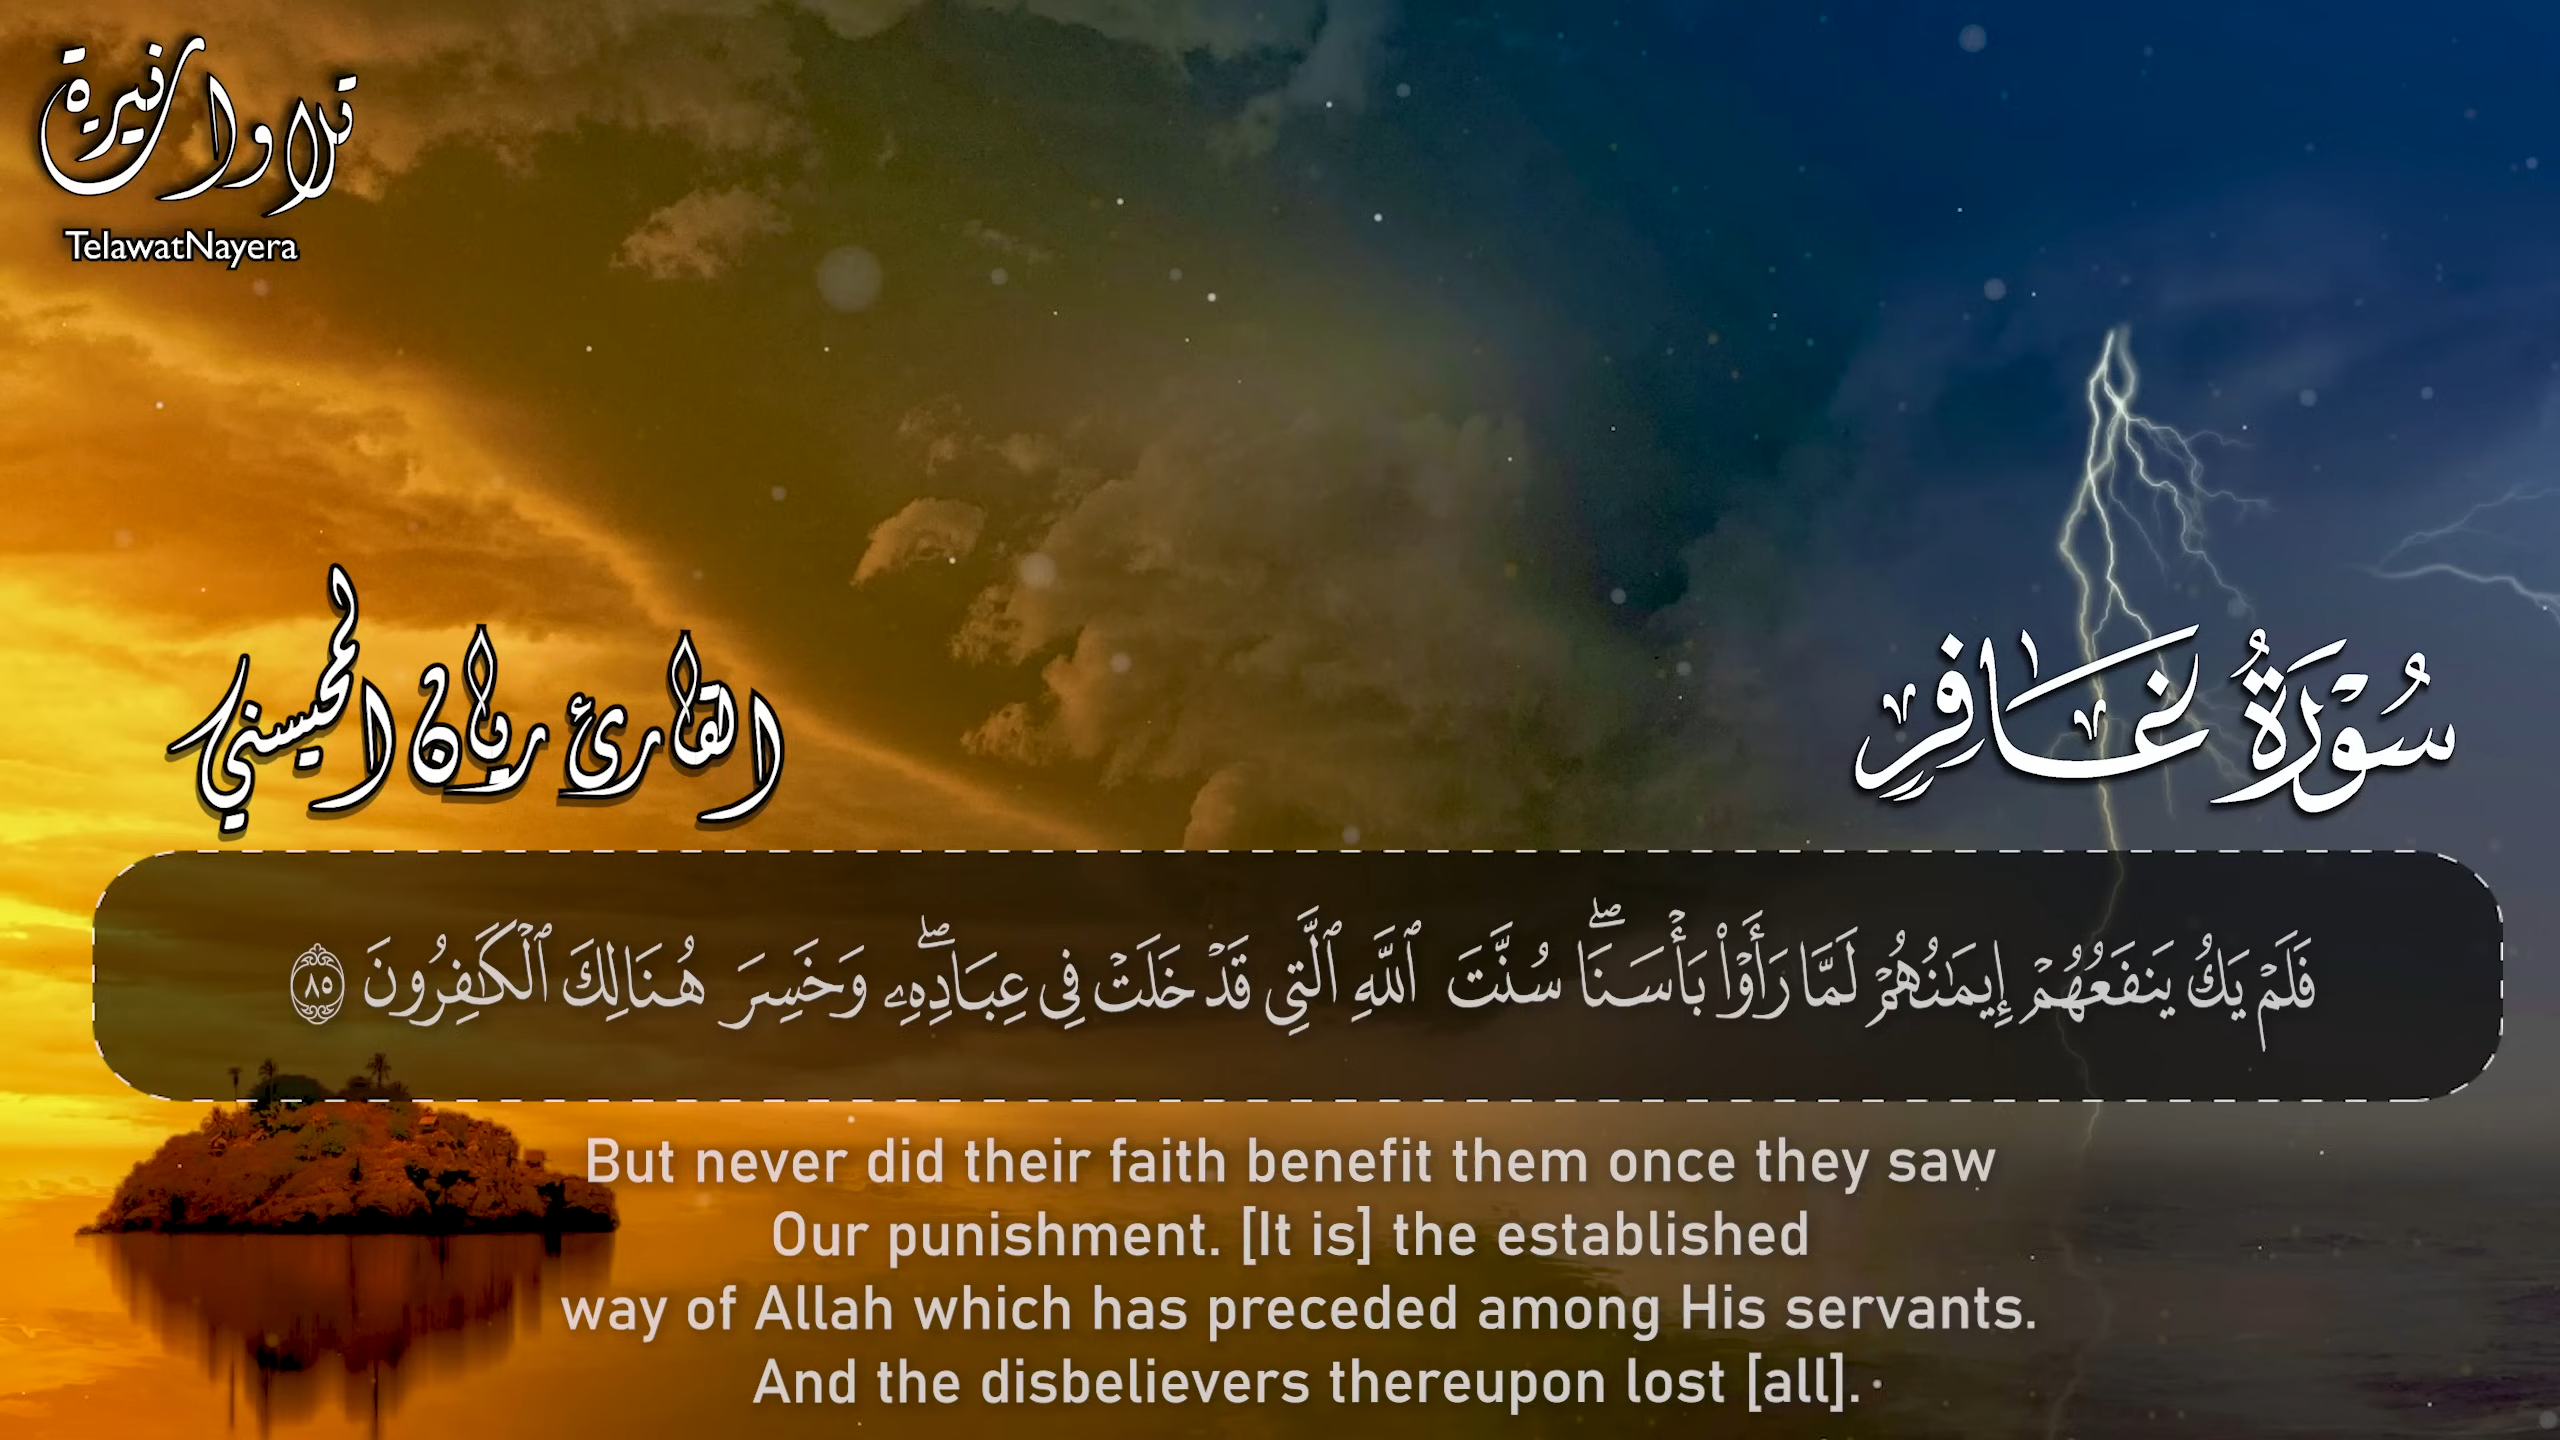 تلاوات نيرة
TelawatNayera
القارئ ريان المحيسني
سُورَةُ غَافِرٍ
فَلَمْ يَكُ يَنفَعُهُمْ إِيمَٰنُهُمْ لَمَّا رَأَوْا۟ بَأْسَنَا ۖ سُنَّتَ ٱللَّهِ ٱلَّتِى قَدْ خَلَتْ فِى عِبَادِهِۦ ۖ وَخَسِرَ هُنَالِكَ ٱلْكَٰفِرُونَ ٨٥
But never did their faith benefit them once they saw
Our punishment. [It is] the established
way of Allah which has preceded among His servants.
And the disbelievers thereupon lost [all].